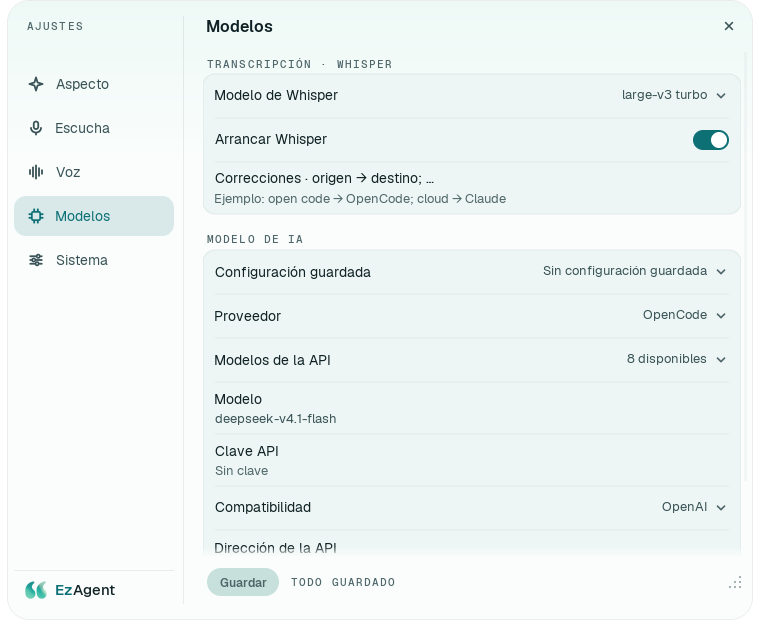 AJUSTES
Aspecto
Escucha
Voz
Modelos
Sistema
EzAgent
Modelos
TRANSCRIPCIÓN · WHISPER
Modelo de Whisper
large-v3 turbo
Arrancar Whisper
Correcciones · origen → destino; …
Ejemplo: open code → OpenCode; cloud → Claude
MODELO DE IA
Configuración guardada
Sin configuración guardada
Proveedor
OpenCode
Modelos de la API
8 disponibles
Modelo
deepseek-v4.1-flash
Clave API
Sin clave
Compatibilidad
OpenAI
Dirección de la API
Guardar
TODO GUARDADO